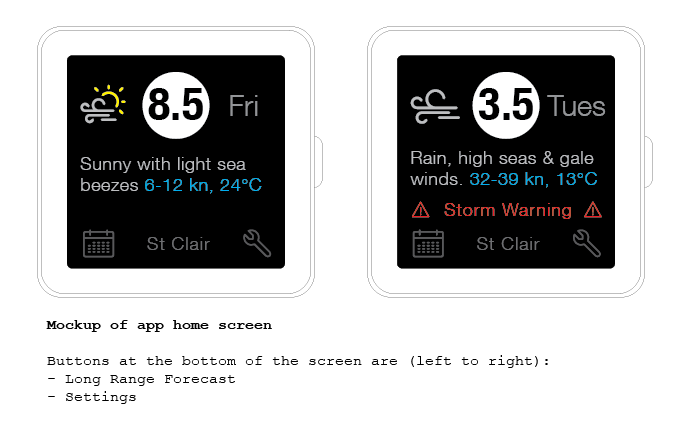 8.5 Fri
Sunny with light sea
beezes 6-12 kn, 24°C
St Clair
3.5 Tues
Rain, high seas & gale
winds. 32-39 kn, 13°C
Storm Warning
St Clair
Mockup of app home screen
Buttons at the bottom of the screen are (left to right):
- Long Range Forecast
- Settings